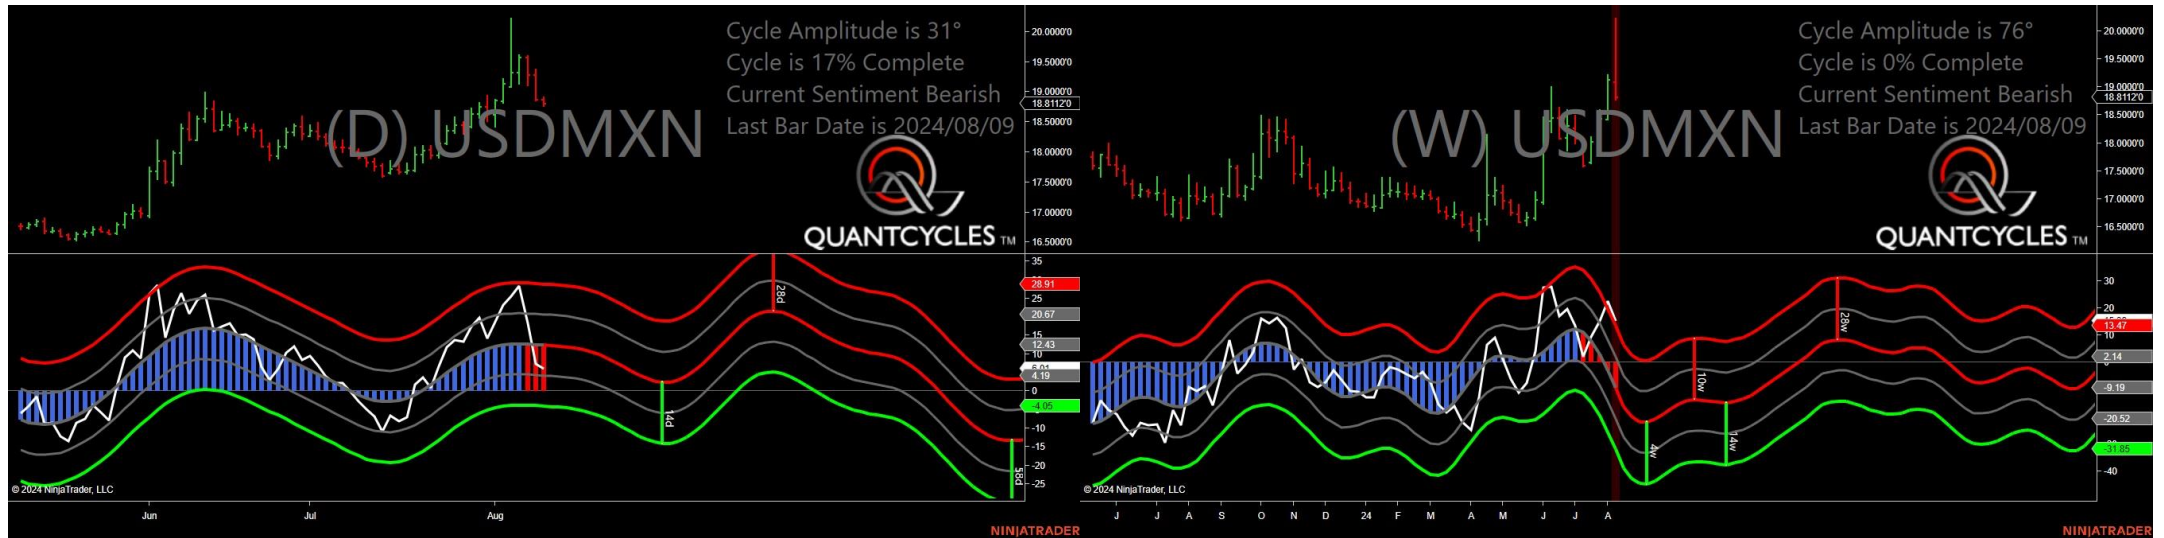 Cycle Amplitude is 31°
Cycle is 17% Complete
Current Sentiment Bearish
Last Bar Date is 2024/08/09
(D) USDMXN
QUANTCYCLES TM
20.0000'0
19.5000'0
19.0000'0
18.8112'0
18.5000'0
18.0000'0
17.5000'0
17.0000'0
16.5000'0
35
28.91
25
20.67
15
12.43
10
4.19
0
-4.05
-10
-15
-20
-25
28d
14d
58d
© 2024 NinjaTrader, LLC
Jun Jul Aug
NINJATRADER
Cycle Amplitude is 76°
Cycle is 0% Complete
Current Sentiment Bearish
Last Bar Date is 2024/08/09
(W) USDMXN
QUANTCYCLES TM
20.0000'0
19.5000'0
19.0000'0
18.8112'0
18.5000'0
18.0000'0
17.5000'0
17.0000'0
16.5000'0
30
20
13.47
10
2.14
-9.19
-20.52
-31.85
-40
28w
10w
4w
14w
© 2024 NinjaTrader, LLC
J J A S O N D 24 F M A M J J A
NINJATRADER